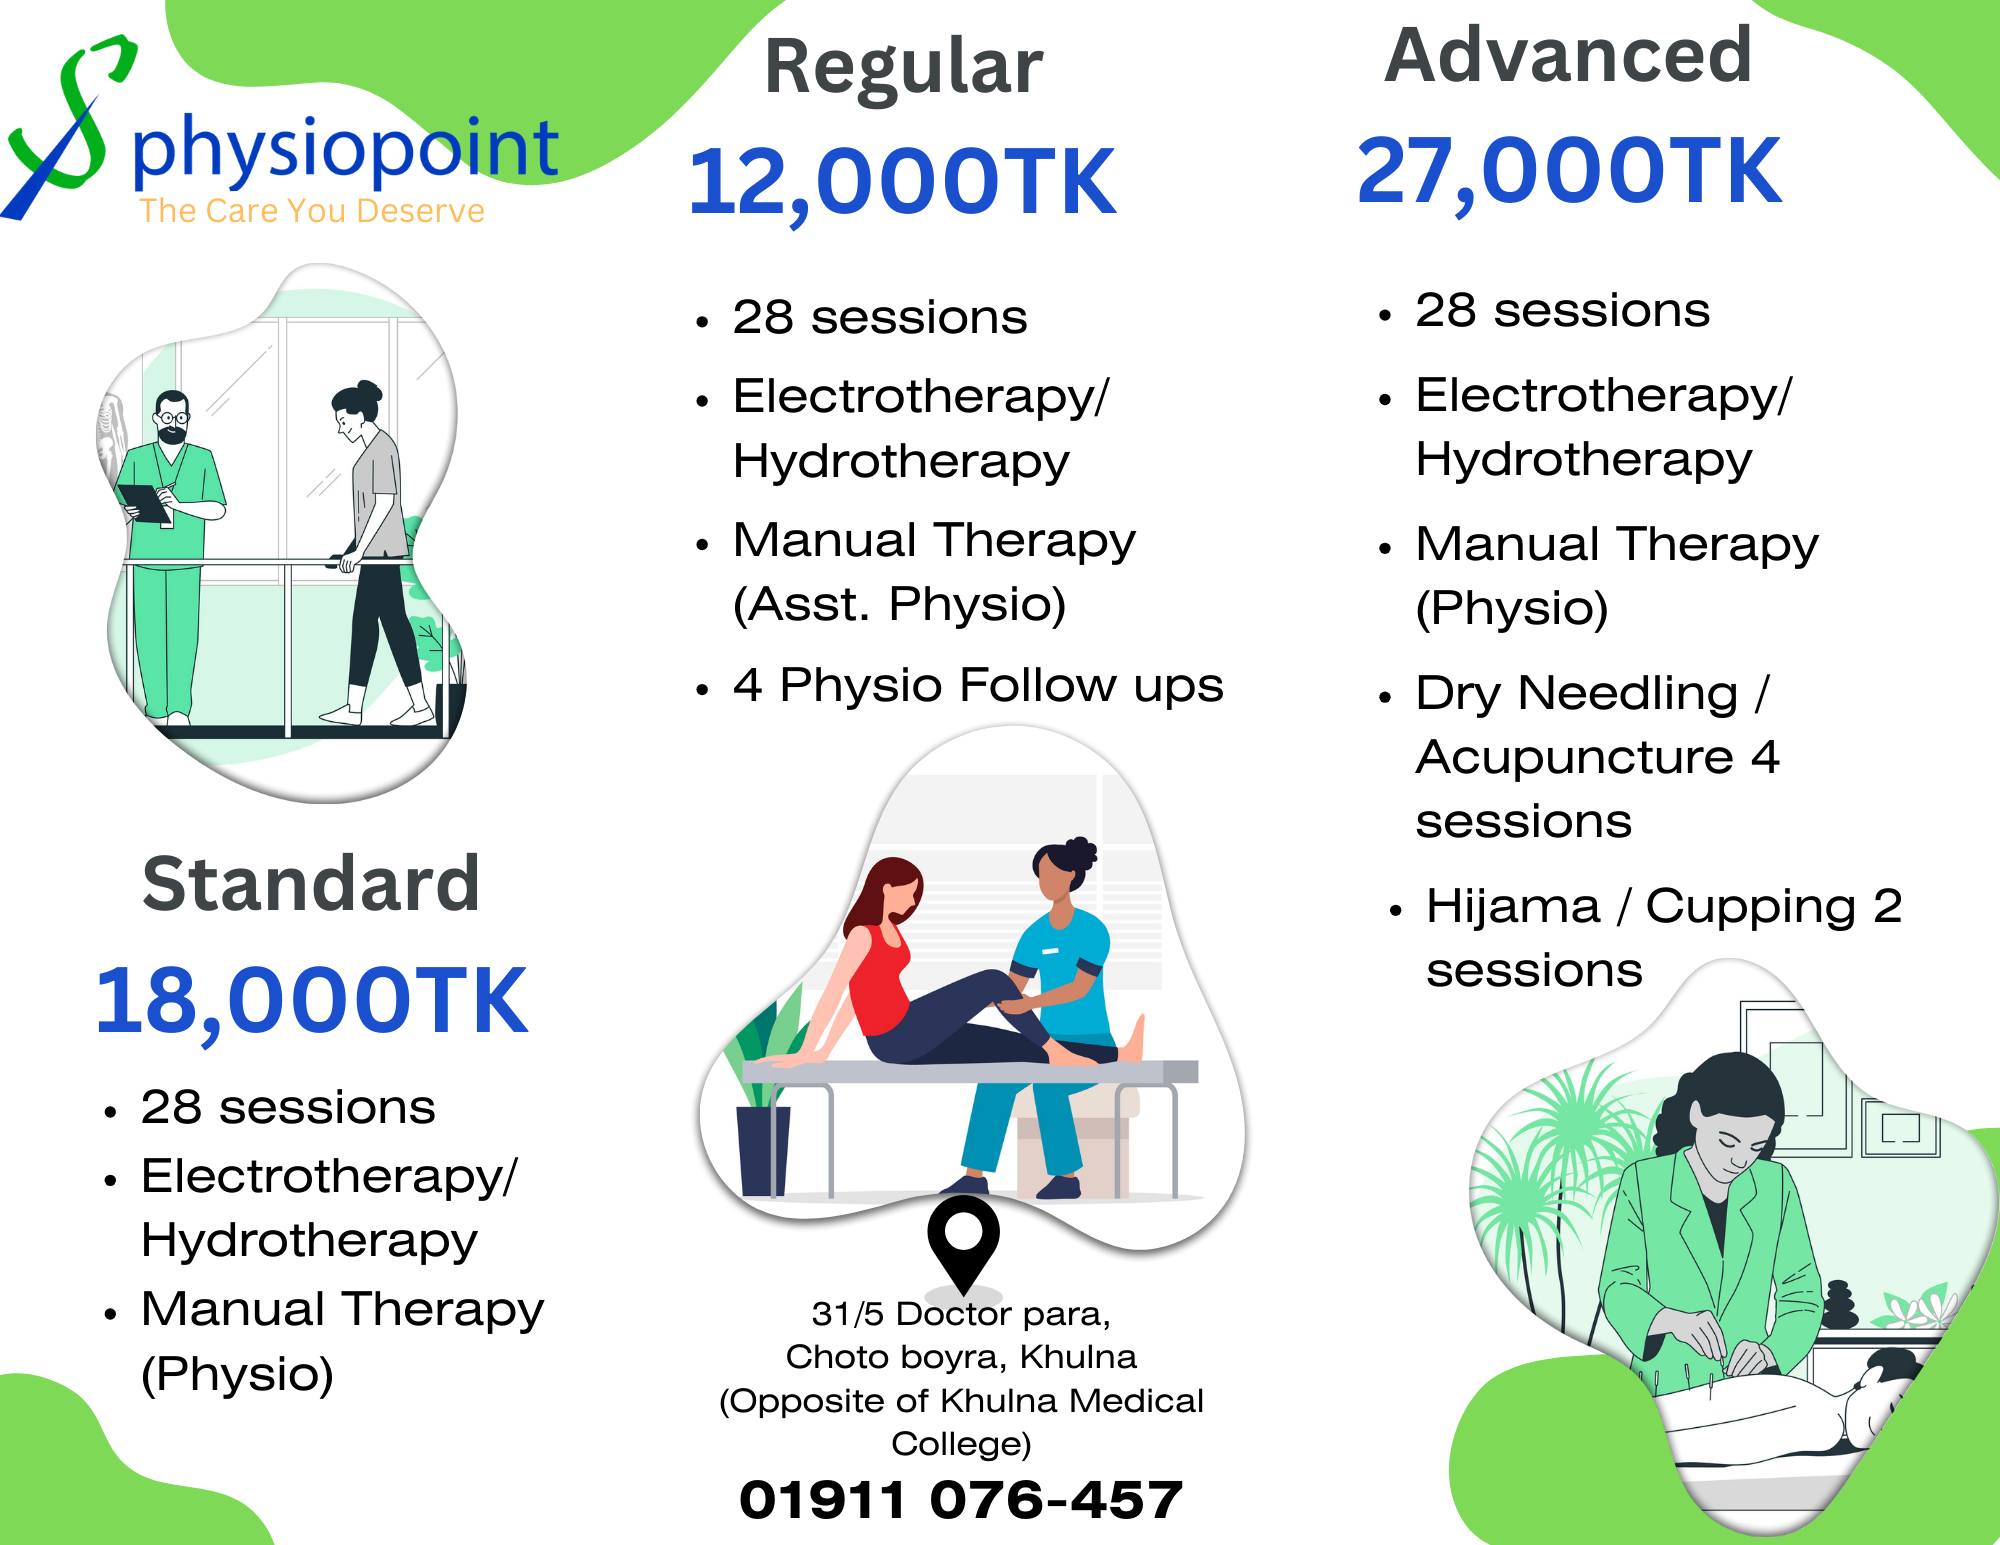 physiopoint
The Care You Deserve
Standard
18,000TK
• 28 sessions
• Electrotherapy/
Hydrotherapy
• Manual Therapy
(Physio)
Regular
12,000TK
• 28 sessions
• Electrotherapy/
Hydrotherapy
• Manual Therapy
(Asst. Physio)
• 4 Physio Follow ups
31/5 Doctor para,
Choto boyra, Khulna
(Opposite of Khulna Medical
College)
01911 076-457
Advanced
27,000TK
• 28 sessions
• Electrotherapy/
Hydrotherapy
• Manual Therapy
(Physio)
• Dry Needling /
Acupuncture 4
sessions
• Hijama / Cupping 2
sessions